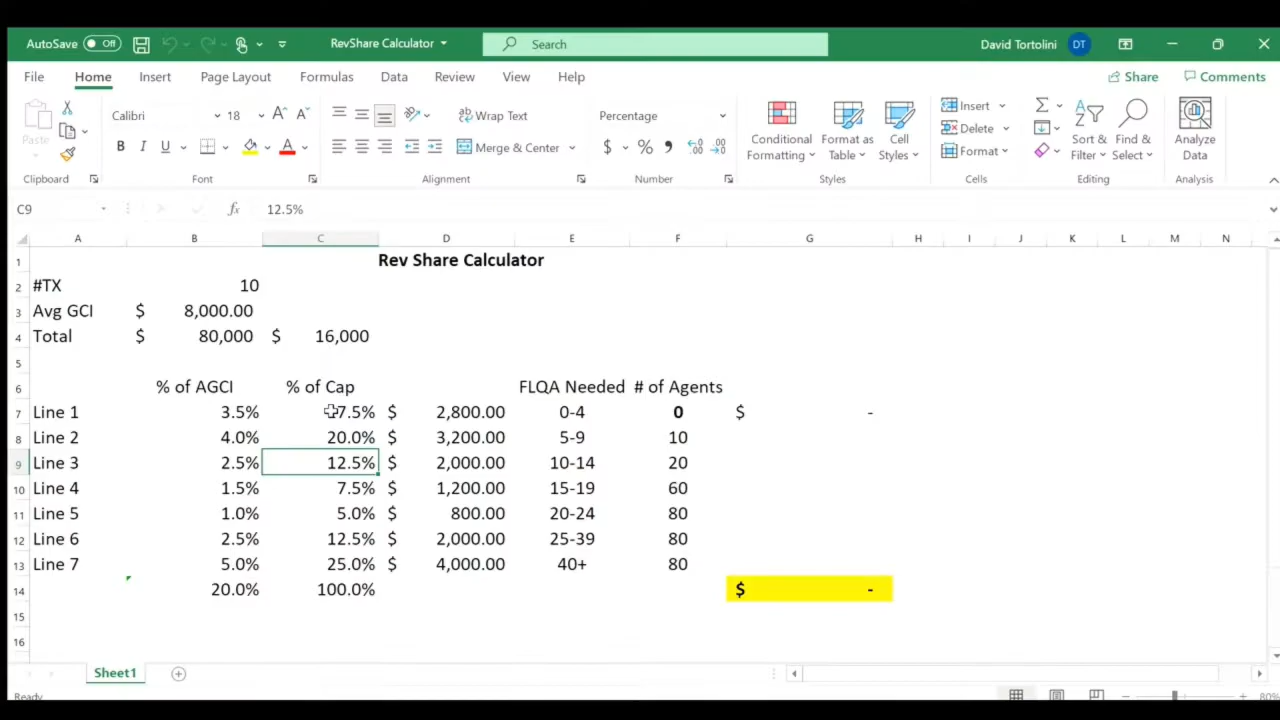 AutoSave Off RevShare Calculator Search David Tortolini DT
File Home Insert Page Layout Formulas Data Review View Help Share Comments
Paste Calibri 18 Wrap Text Percentage Conditional Formatting Format as Table Cell Styles Insert Sort & Filter Find & Select Analyze Data
B I U Merge & Center $ % Delete
Format
Clipboard Font Alignment Number Styles Cells Editing Analysis
C9 fx 12.5%
A B C D E F G H I J K L M N
1 Rev Share Calculator
2 #TX 10
3 Avg GCI $ 8,000.00
4 Total $ 80,000 $ 16,000
5
6 % of AGCI % of Cap FLQA Needed # of Agents
7 Line 1 3.5% 7.5% $ 2,800.00 0-4 0 $ -
8 Line 2 4.0% 20.0% $ 3,200.00 5-9 10
9 Line 3 2.5% 12.5% $ 2,000.00 10-14 20
10 Line 4 1.5% 7.5% $ 1,200.00 15-19 60
11 Line 5 1.0% 5.0% $ 800.00 20-24 80
12 Line 6 2.5% 12.5% $ 2,000.00 25-39 80
13 Line 7 5.0% 25.0% $ 4,000.00 40+ 80
14 20.0% 100.0% $ -
15
16
Sheet1
Ready 80%